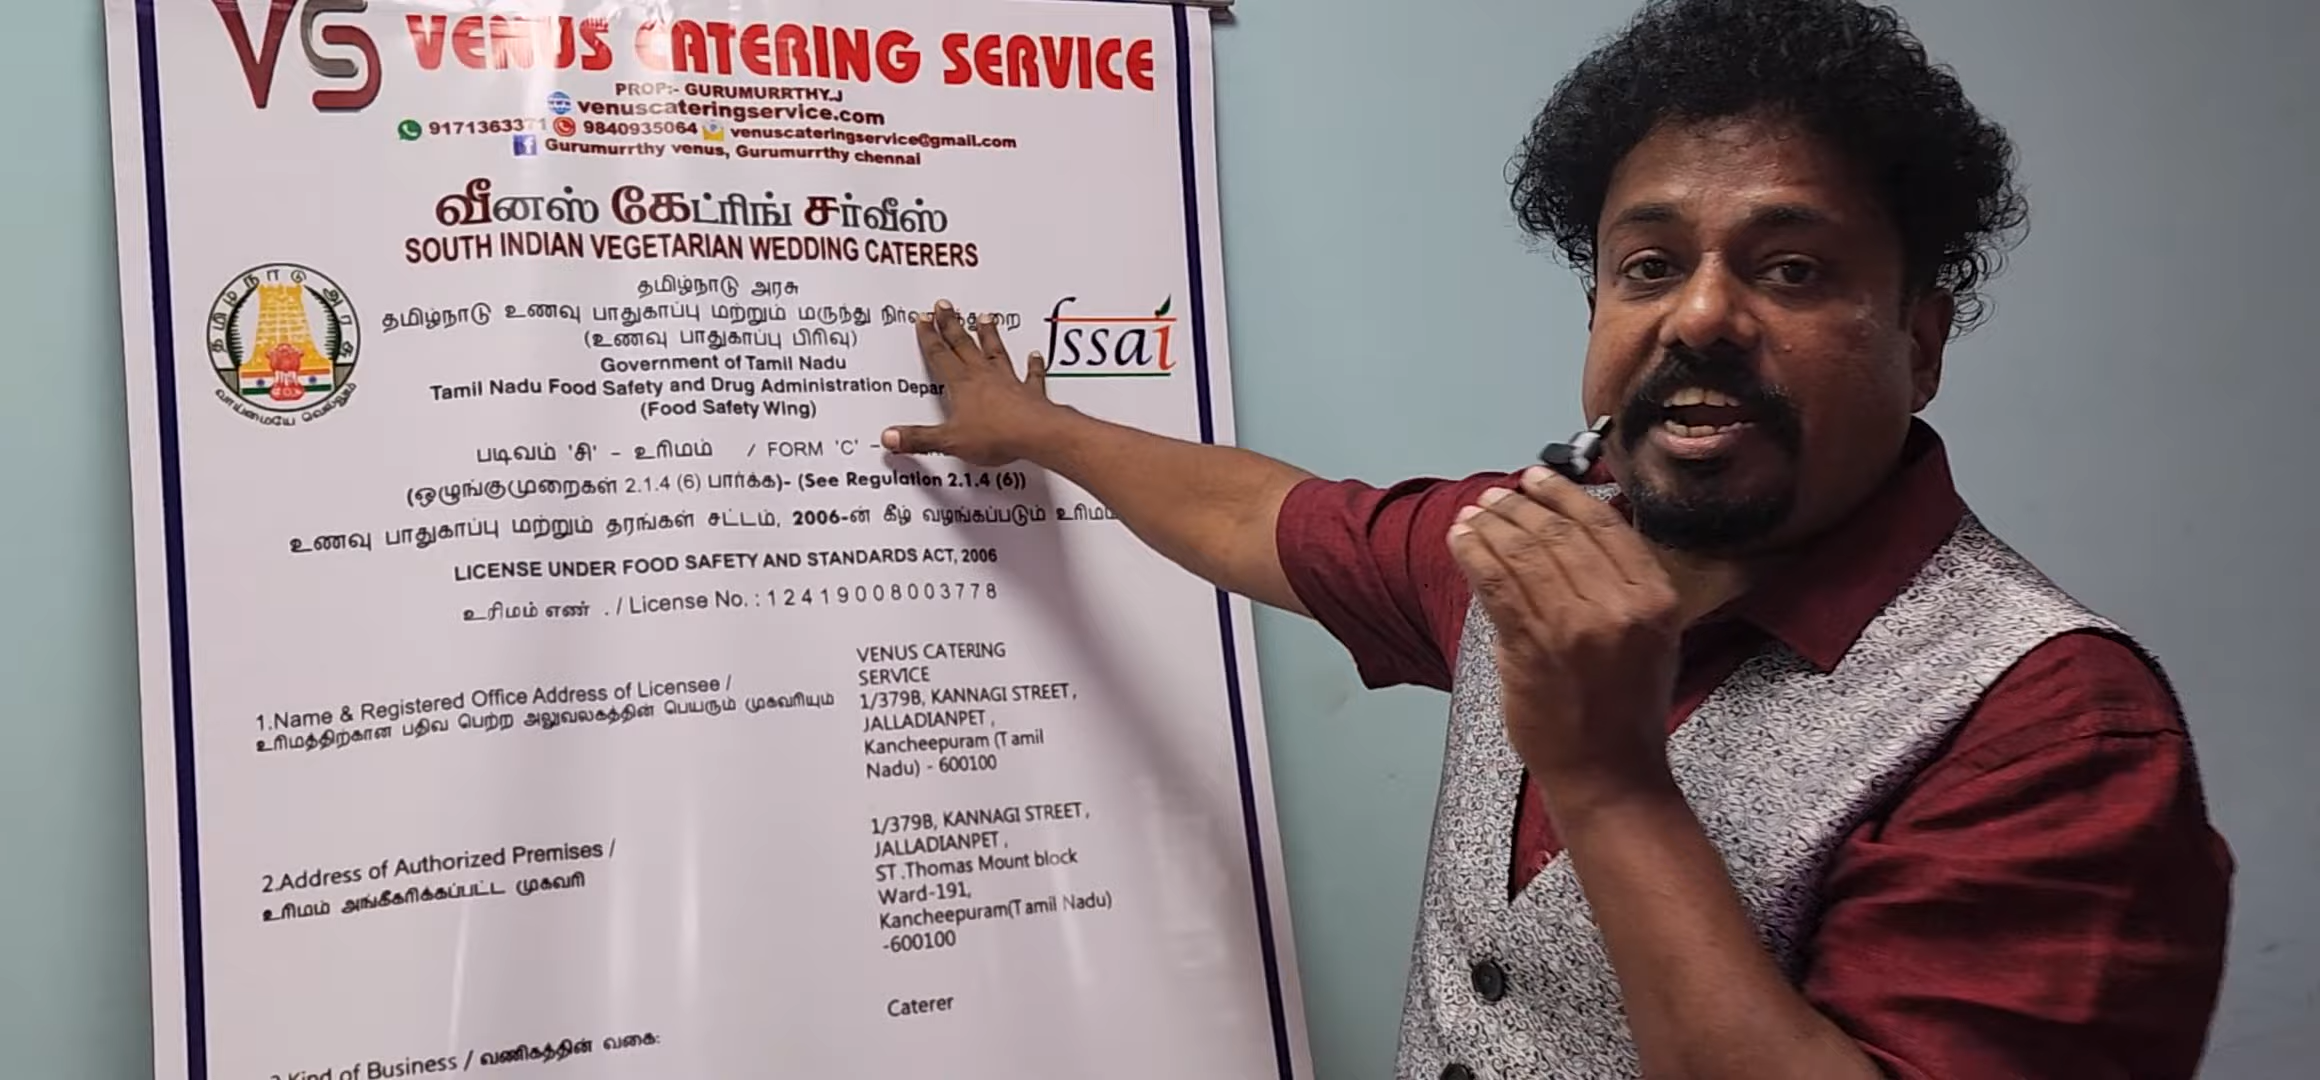 VS VENUS CATERING SERVICE
PROP:- GURUMURRTHY.J
venuscateringservice.com
9171363371 9840935064 venuscateringservice@gmail.com
Gurumurrthy venus, Gurumurrthy chennai
வீனஸ் கேட்ரிங் சர்வீஸ்
SOUTH INDIAN VEGETARIAN WEDDING CATERERS
தமிழ்நாடு அரசு
தமிழ்நாடு உணவு பாதுகாப்பு மற்றும் மருந்து
(உணவு பாதுகாப்பு பிரிவு)
Government of Tamil Nadu
Tamil Nadu Food Safety and Drug Administration
(Food Safety Wing)
தமிழ்நாடு அரசு
வாய்மையே வெல்லும்
fssai
படிவம் 'சி' - உரிமம் / FORM 'C' -
(ஒழுங்குமுறைகள் 2.1.4 (6) பார்க்க)- (See Regulation 2.1.4 (6))
உணவு பாதுகாப்பு மற்றும் தரங்கள் சட்டம், 2006-ன் கீழ் வழங்கப்படும் உரிமம்
LICENSE UNDER FOOD SAFETY AND STANDARDS ACT, 2006
உரிமம் எண் . / License No. : 12419008003778
1.Name & Registered Office Address of Licensee /
உரிமத்திற்கான பதிவு பெற்ற அலுவலகத்தின் பெயரும் முகவரியும்
VENUS CATERING
SERVICE
1/379B, KANNAGI STREET,
JALLADIANPET ,
Kancheepuram (Tamil
Nadu) - 600100
2.Address of Authorized Premises /
உரிமம் அங்கீகரிக்கப்பட்ட முகவரி
1/379B, KANNAGI STREET,
JALLADIANPET ,
ST.Thomas Mount block
Ward-191,
Kancheepuram(Tamil Nadu)
-600100
Kind of Business / வணிகத்தின் வகை:
Caterer